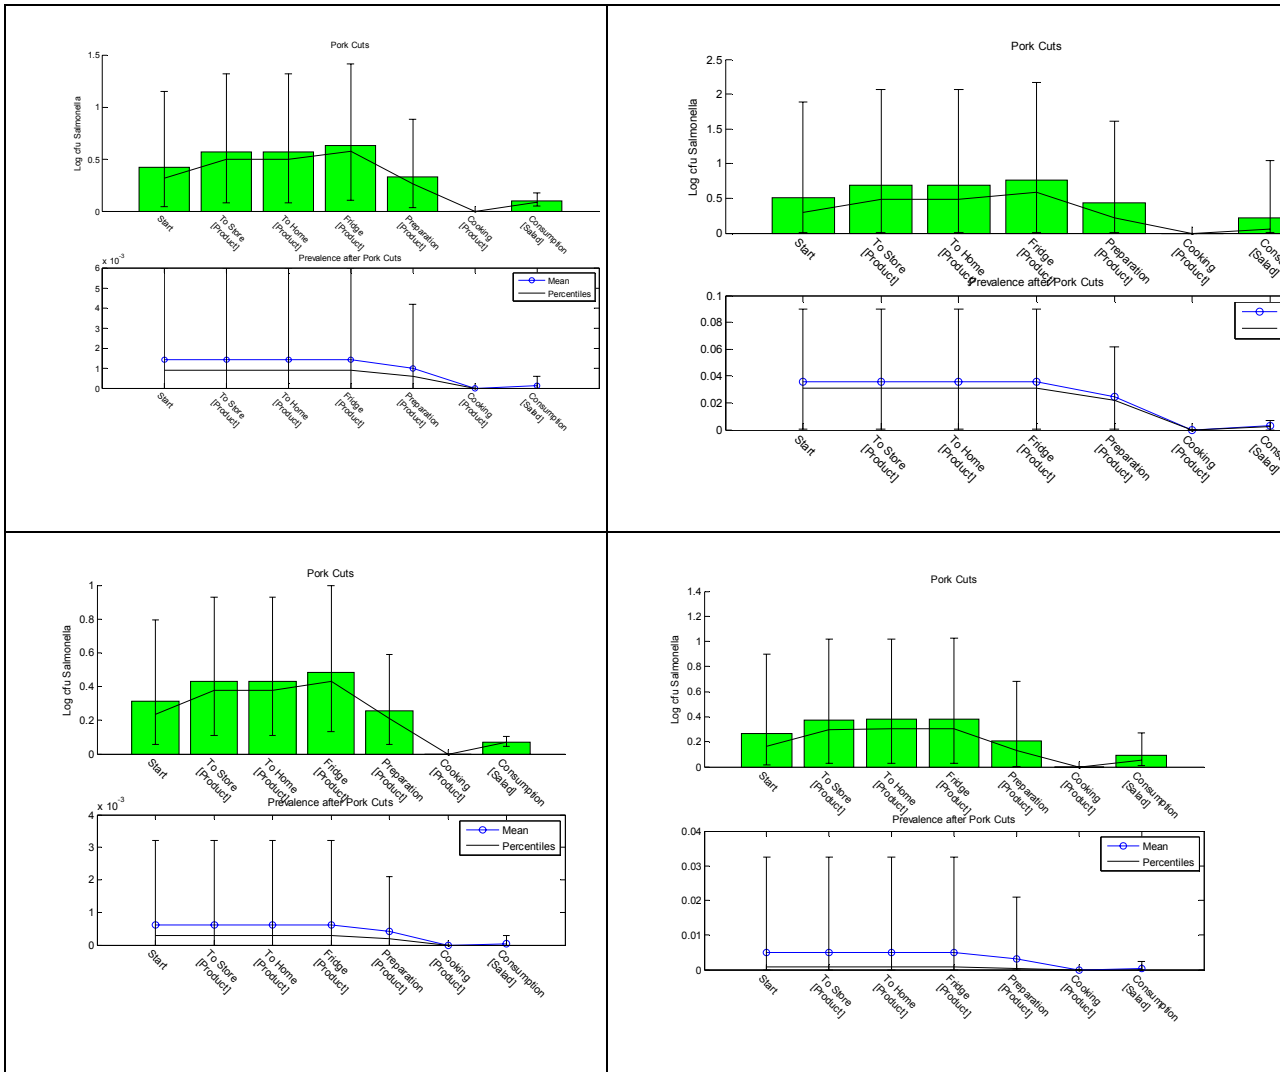 Pork Cuts
1.5
1
0.5
0
Log cfu Salmonella
Start
To Store
[Product]
To Home
[Product]
Fridge
[Product]
Preparation
[Product]
Cooking
[Product]
Consumption
[Salad]
x 10⁻³
Prevalence after Pork Cuts
6
5
4
3
2
1
0
Mean
Percentiles
Start
To Store
[Product]
To Home
[Product]
Fridge
[Product]
Preparation
[Product]
Cooking
[Product]
Consumption
[Salad]
Pork Cuts
2.5
2
1.5
1
0.5
0
Log cfu Salmonella
Start
To Store
[Product]
To Home
[Product]
Fridge
[Product]
Preparation
[Product]
Cooking
[Product]
[Salad]
Prevalence after Pork Cuts
0.1
0.08
0.06
0.04
0.02
0
Start
To Store
[Product]
To Home
[Product]
Fridge
[Product]
Preparation
[Product]
Cooking
[Product]
[Salad]
Pork Cuts
1
0.8
0.6
0.4
0.2
0
Log cfu Salmonella
Start
To Store
[Product]
To Home
[Product]
Fridge
[Product]
Preparation
[Product]
Cooking
[Product]
Consumption
[Salad]
x 10⁻³
Prevalence after Pork Cuts
4
3
2
1
0
Mean
Percentiles
Start
To Store
[Product]
To Home
[Product]
Fridge
[Product]
Preparation
[Product]
Cooking
[Product]
Consumption
[Salad]
Pork Cuts
1.4
1.2
1
0.8
0.6
0.4
0.2
0
Log cfu Salmonella
Start
To Store
[Product]
To Home
[Product]
Fridge
[Product]
Preparation
[Product]
Cooking
[Product]
Consumption
[Salad]
Prevalence after Pork Cuts
0.04
0.03
0.02
0.01
0
Mean
Percentiles
Start
To Store
[Product]
To Home
[Product]
Fridge
[Product]
Preparation
[Product]
Cooking
[Product]
Consumption
[Salad]